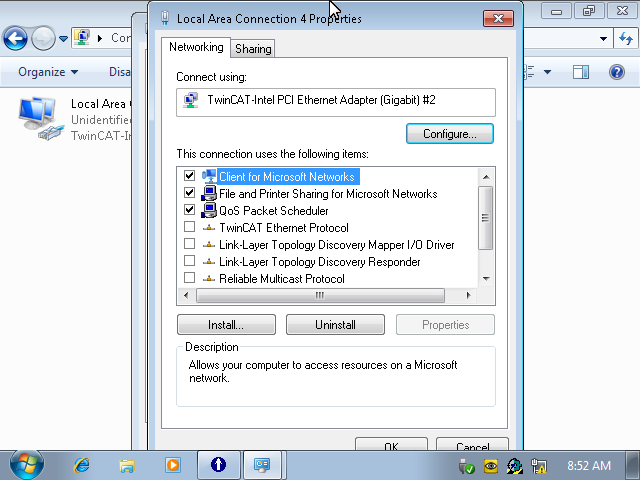 Local Area Connection 4 Properties
Con
Organize
Disa
Local Area C
Unidentified
TwinCAT-In
Networking
Sharing
Connect using:
TwinCAT-Intel PCI Ethernet Adapter (Gigabit) #2
Configure...
This connection uses the following items:
Client for Microsoft Networks
File and Printer Sharing for Microsoft Networks
QoS Packet Scheduler
TwinCAT Ethernet Protocol
Link-Layer Topology Discovery Mapper I/O Driver
Link-Layer Topology Discovery Responder
Reliable Multicast Protocol
Install...
Uninstall
Properties
Description
Allows your computer to access resources on a Microsoft
network.
OK
Cancel
8:52 AM